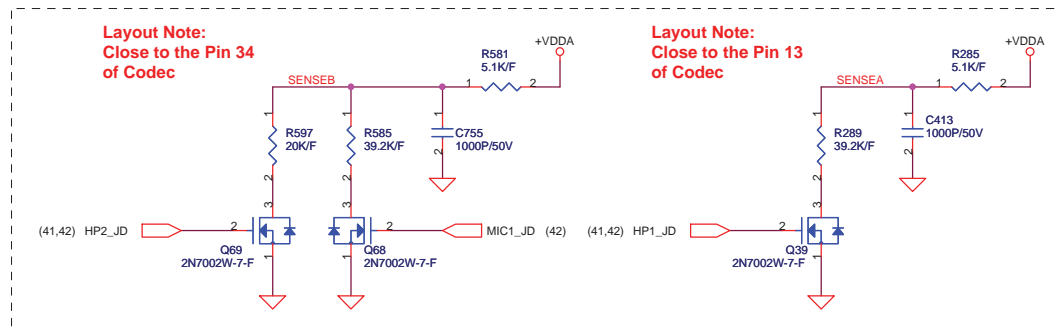 Layout Note:
Close to the Pin 34
of Codec
+VDDA
R581
5.1K/F
SENSEB
1
2
1
1
1
R597
20K/F
R585
39.2K/F
C755
1000P/50V
2
2
2
3
3
(41,42) HP2_JD
2
2
MIC1_JD (42)
Q69
2N7002W-7-F
Q68
2N7002W-7-F
1
1
Layout Note:
Close to the Pin 13
of Codec
+VDDA
R285
5.1K/F
SENSEA
1
2
1
1
R289
39.2K/F
C413
1000P/50V
2
2
3
(41,42) HP1_JD
2
Q39
2N7002W-7-F
1